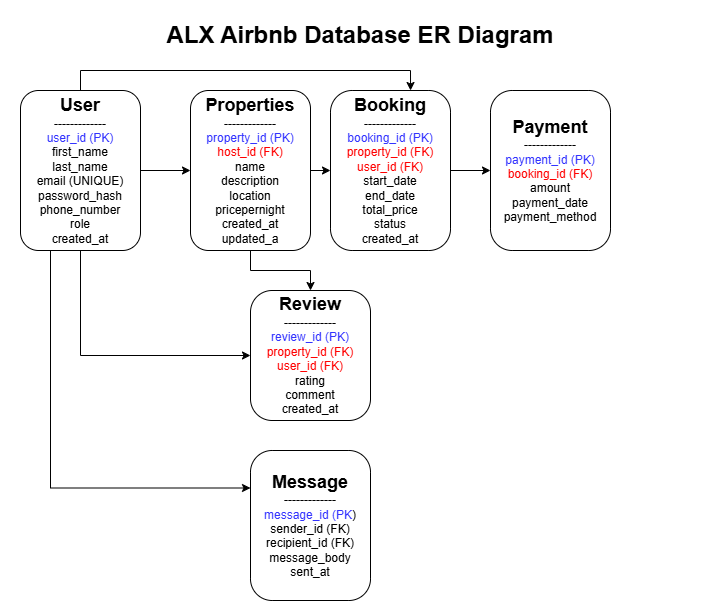 ALX Airbnb Database ER Diagram
User
-------------
user_id (PK)
first_name
last_name
email (UNIQUE)
password_hash
phone_number
role
created_at
Properties
-------------
property_id (PK)
host_id (FK)
name
description
location
pricepernight
created_at
updated_a
Booking
-------------
booking_id (PK)
property_id (FK)
user_id (FK)
start_date
end_date
total_price
status
created_at
Payment
-------------
payment_id (PK)
booking_id (FK)
amount
payment_date
payment_method
Review
-------------
review_id (PK)
property_id (FK)
user_id (FK)
rating
comment
created_at
Message
-------------
message_id (PK)
sender_id (FK)
recipient_id (FK)
message_body
sent_at